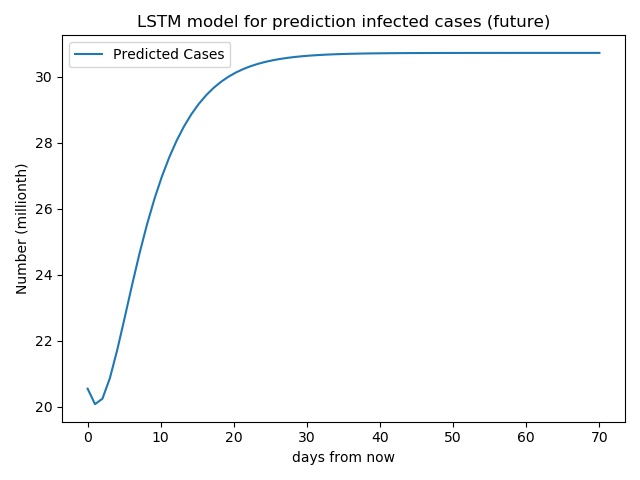 LSTM model for prediction infected cases (future)
Predicted Cases
Number (millionth)
30
28
26
24
22
20
0 10 20 30 40 50 60 70
days from now